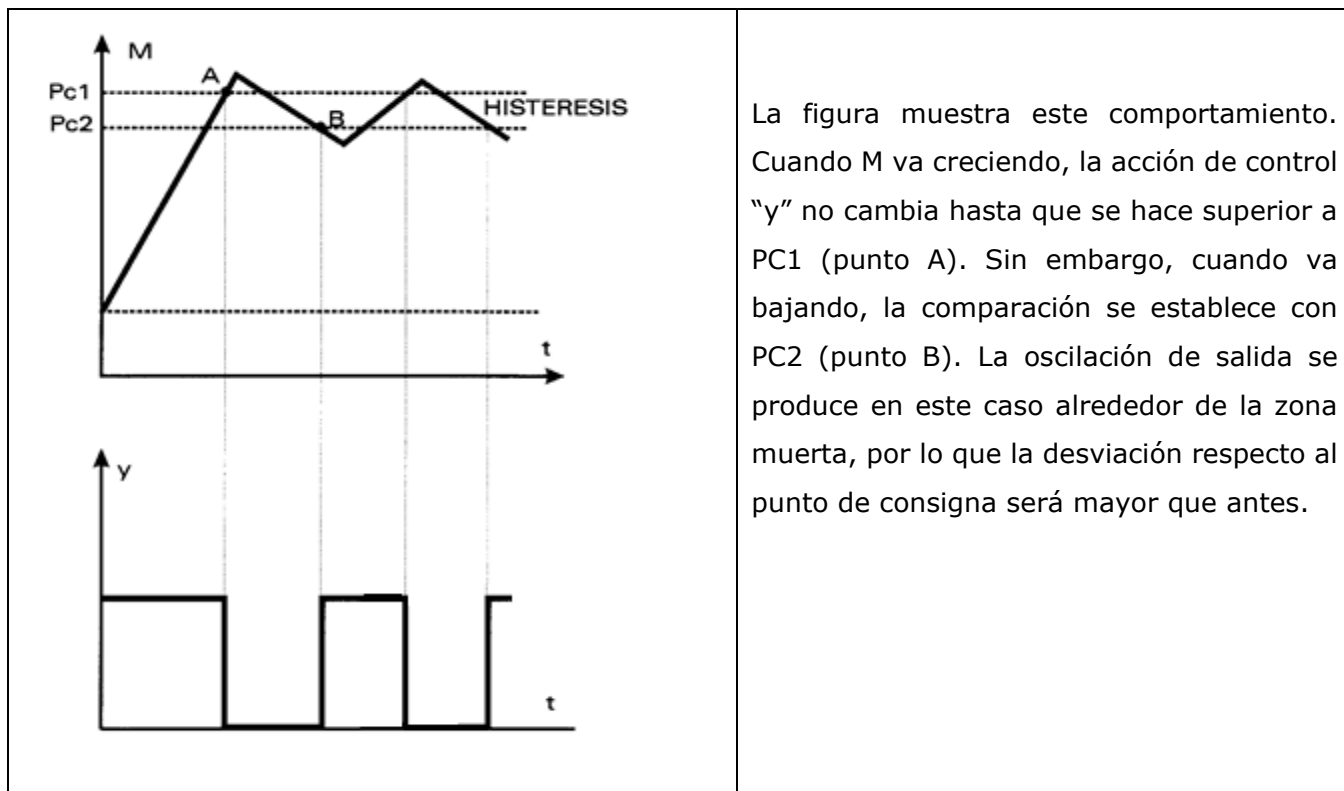 M
A
Pc1
HISTERESIS
Pc2
B
t
y
t
La figura muestra este comportamiento.
Cuando M va creciendo, la acción de control
“y” no cambia hasta que se hace superior a
PC1 (punto A). Sin embargo, cuando va
bajando, la comparación se establece con
PC2 (punto B). La oscilación de salida se
produce en este caso alrededor de la zona
muerta, por lo que la desviación respecto al
punto de consigna será mayor que antes.